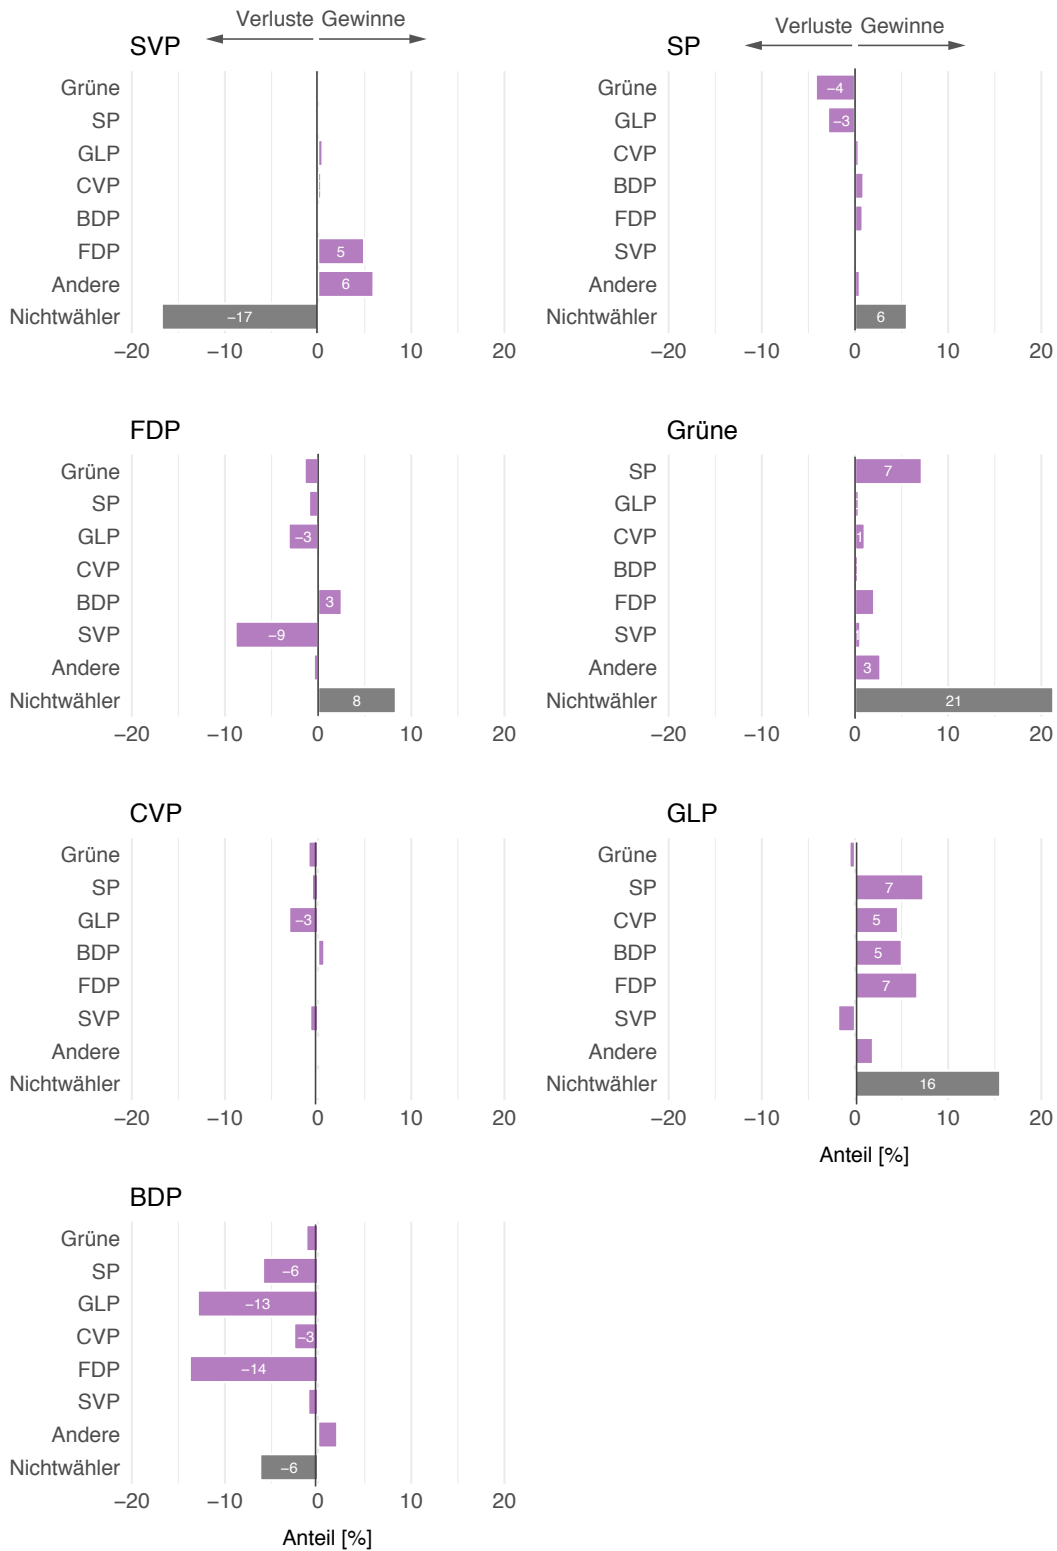 Verluste Gewinne
SVP
Grüne
SP
GLP
CVP
BDP
FDP 5
Andere 6
Nichtwähler −17
−20 −10 0 10 20
Verluste Gewinne
SP
Grüne −4
GLP −3
CVP
BDP
FDP
SVP
Andere
Nichtwähler 6
−20 −10 0 10 20
FDP
Grüne
SP
GLP −3
CVP
BDP 3
SVP −9
Andere
Nichtwähler 8
−20 −10 0 10 20
Grüne
SP 7
GLP
CVP 1
BDP
FDP
SVP
Andere 3
Nichtwähler 21
−20 −10 0 10 20
CVP
Grüne
SP
GLP −3
BDP
FDP
SVP
Andere
Nichtwähler
−20 −10 0 10 20
GLP
Grüne
SP 7
CVP 5
BDP 5
FDP 7
SVP
Andere
Nichtwähler 16
−20 −10 0 10 20
Anteil [%]
BDP
Grüne
SP −6
GLP −13
CVP −3
FDP −14
SVP
Andere
Nichtwähler −6
−20 −10 0 10 20
Anteil [%]